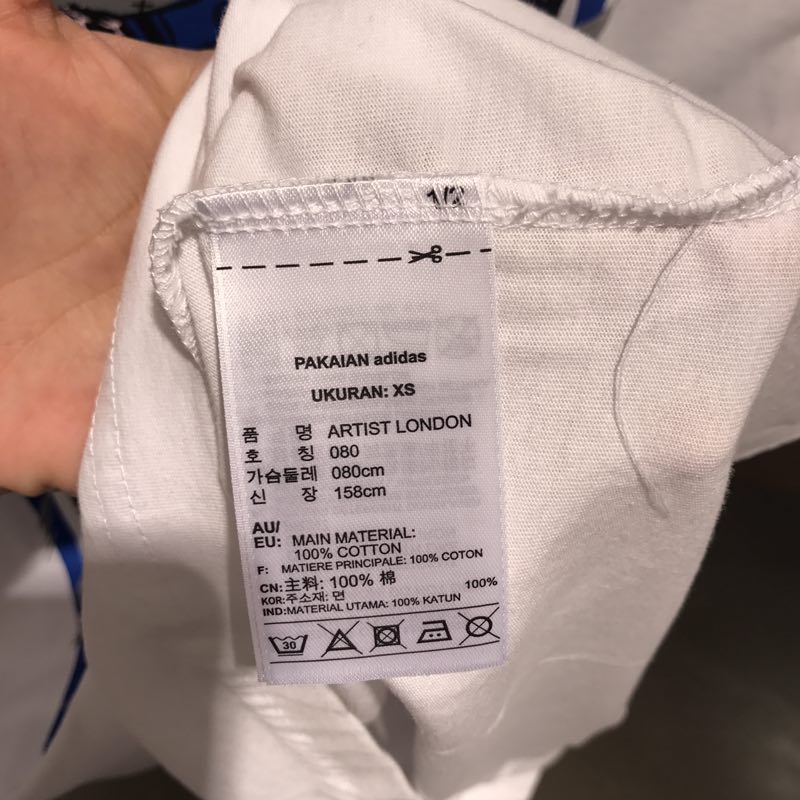 1/2
PAKAIAN adidas
UKURAN: XS
품 명 ARTIST LONDON
호 칭 080
가슴둘레 080cm
신 장 158cm
AU/
EU: MAIN MATERIAL:
100% COTTON
F: MATIERE PRINCIPALE: 100% COTON
CN:主料: 100% 棉
KOR:주소재: 면 100%
IND:MATERIAL UTAMA: 100% KATUN
30